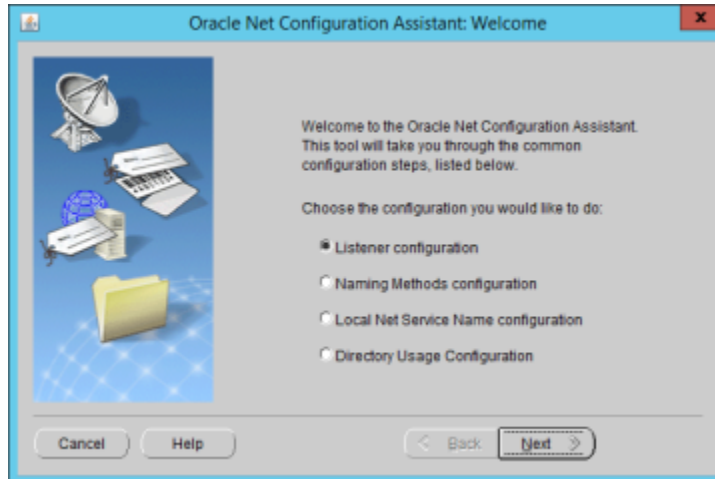 Oracle Net Configuration Assistant: Welcome
x
Welcome to the Oracle Net Configuration Assistant.
This tool will take you through the common
configuration steps, listed below.
Choose the configuration you would like to do:
Listener configuration
Naming Methods configuration
Local Net Service Name configuration
Directory Usage Configuration
Cancel
Help
Back
Next